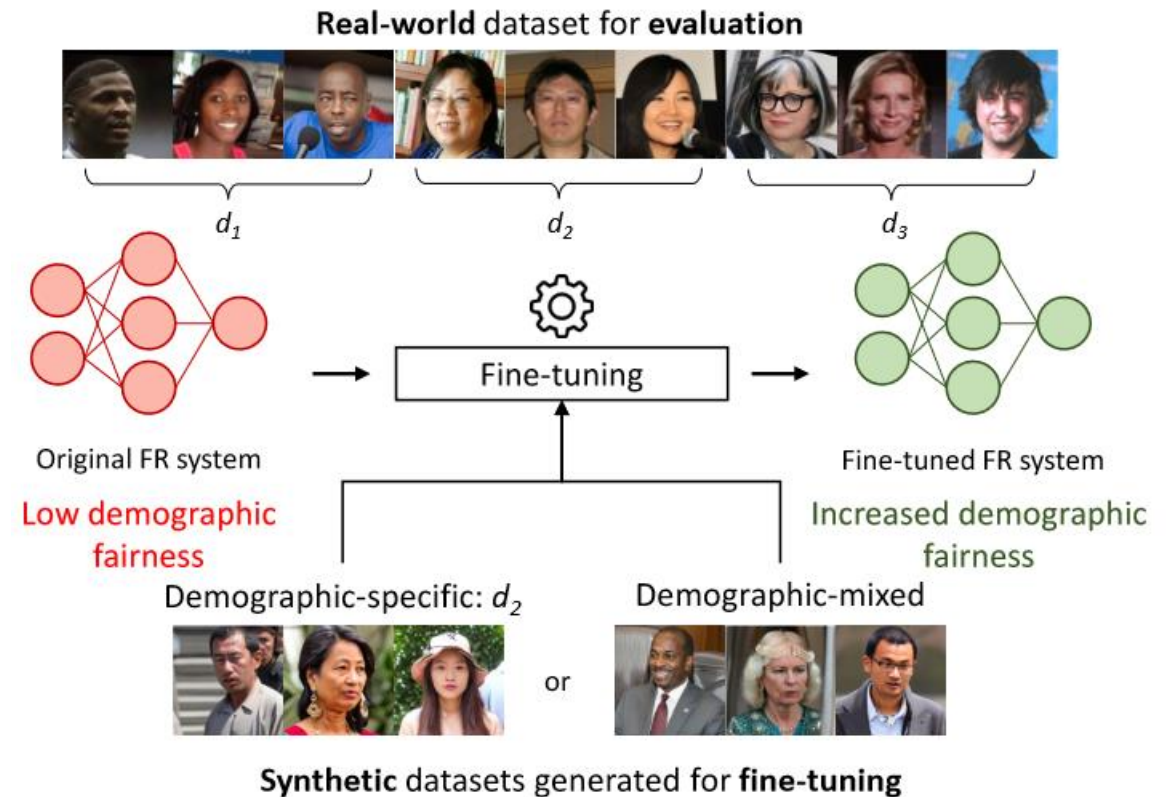 Real-world dataset for evaluation
d1
d2
d3
Fine-tuning
Original FR system
Fine-tuned FR system
Low demographic
fairness
Increased demographic
fairness
Demographic-specific: d2
Demographic-mixed
or
Synthetic datasets generated for fine-tuning